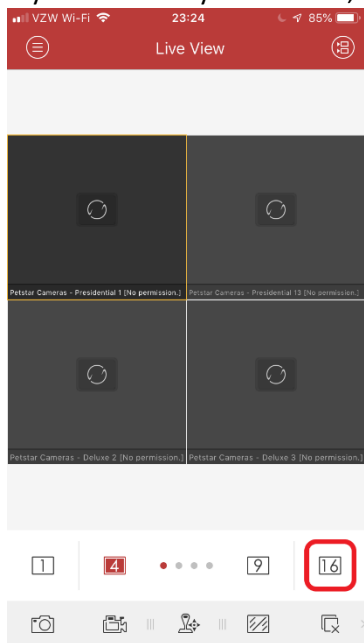 VZW Wi-Fi 23:24 85%
Live View
Petstar Cameras - Presidential 1 [No permission.] Petstar Cameras - Presidential 13 [No permission.]
Petstar Cameras - Deluxe 2 [No permission.] Petstar Cameras - Deluxe 3 [No permission.]
1 4 9 16